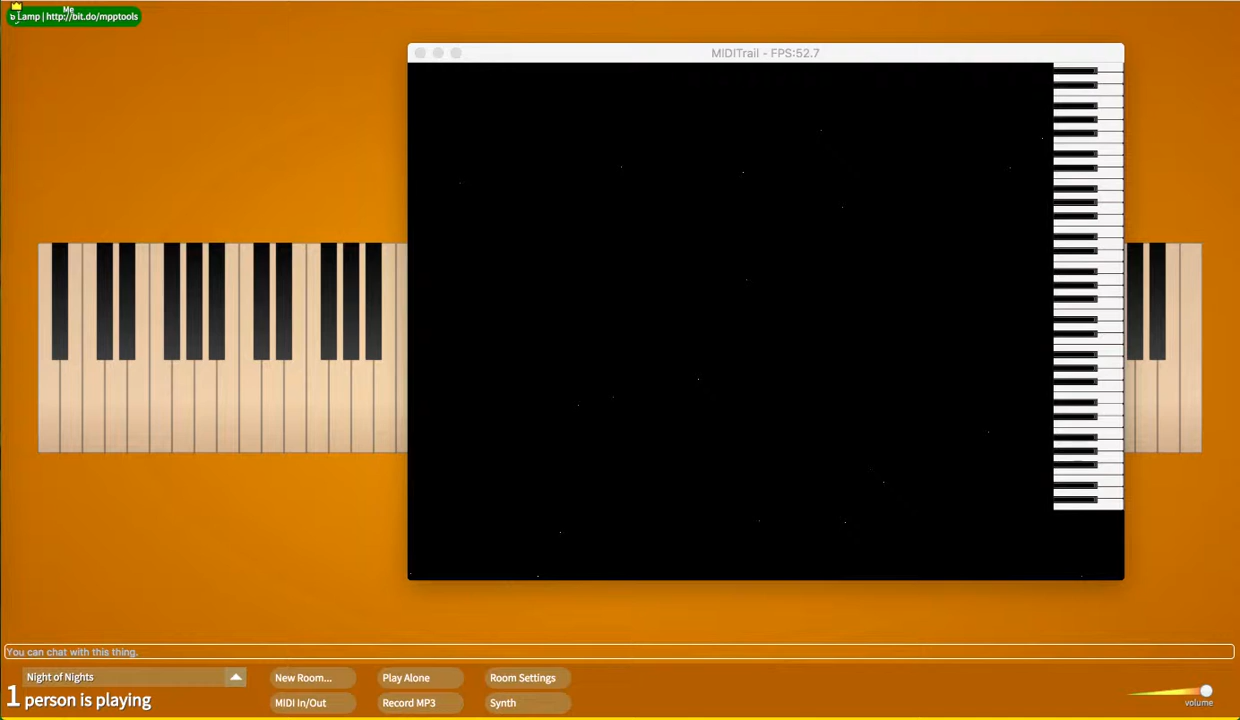 Me
Lamp | http://bit.do/mpptools
MIDITrail - FPS:52.7
You can chat with this thing.
Night of Nights
New Room...
Play Alone
Room Settings
1 person is playing
MIDI In/Out
Record MP3
Synth
volume